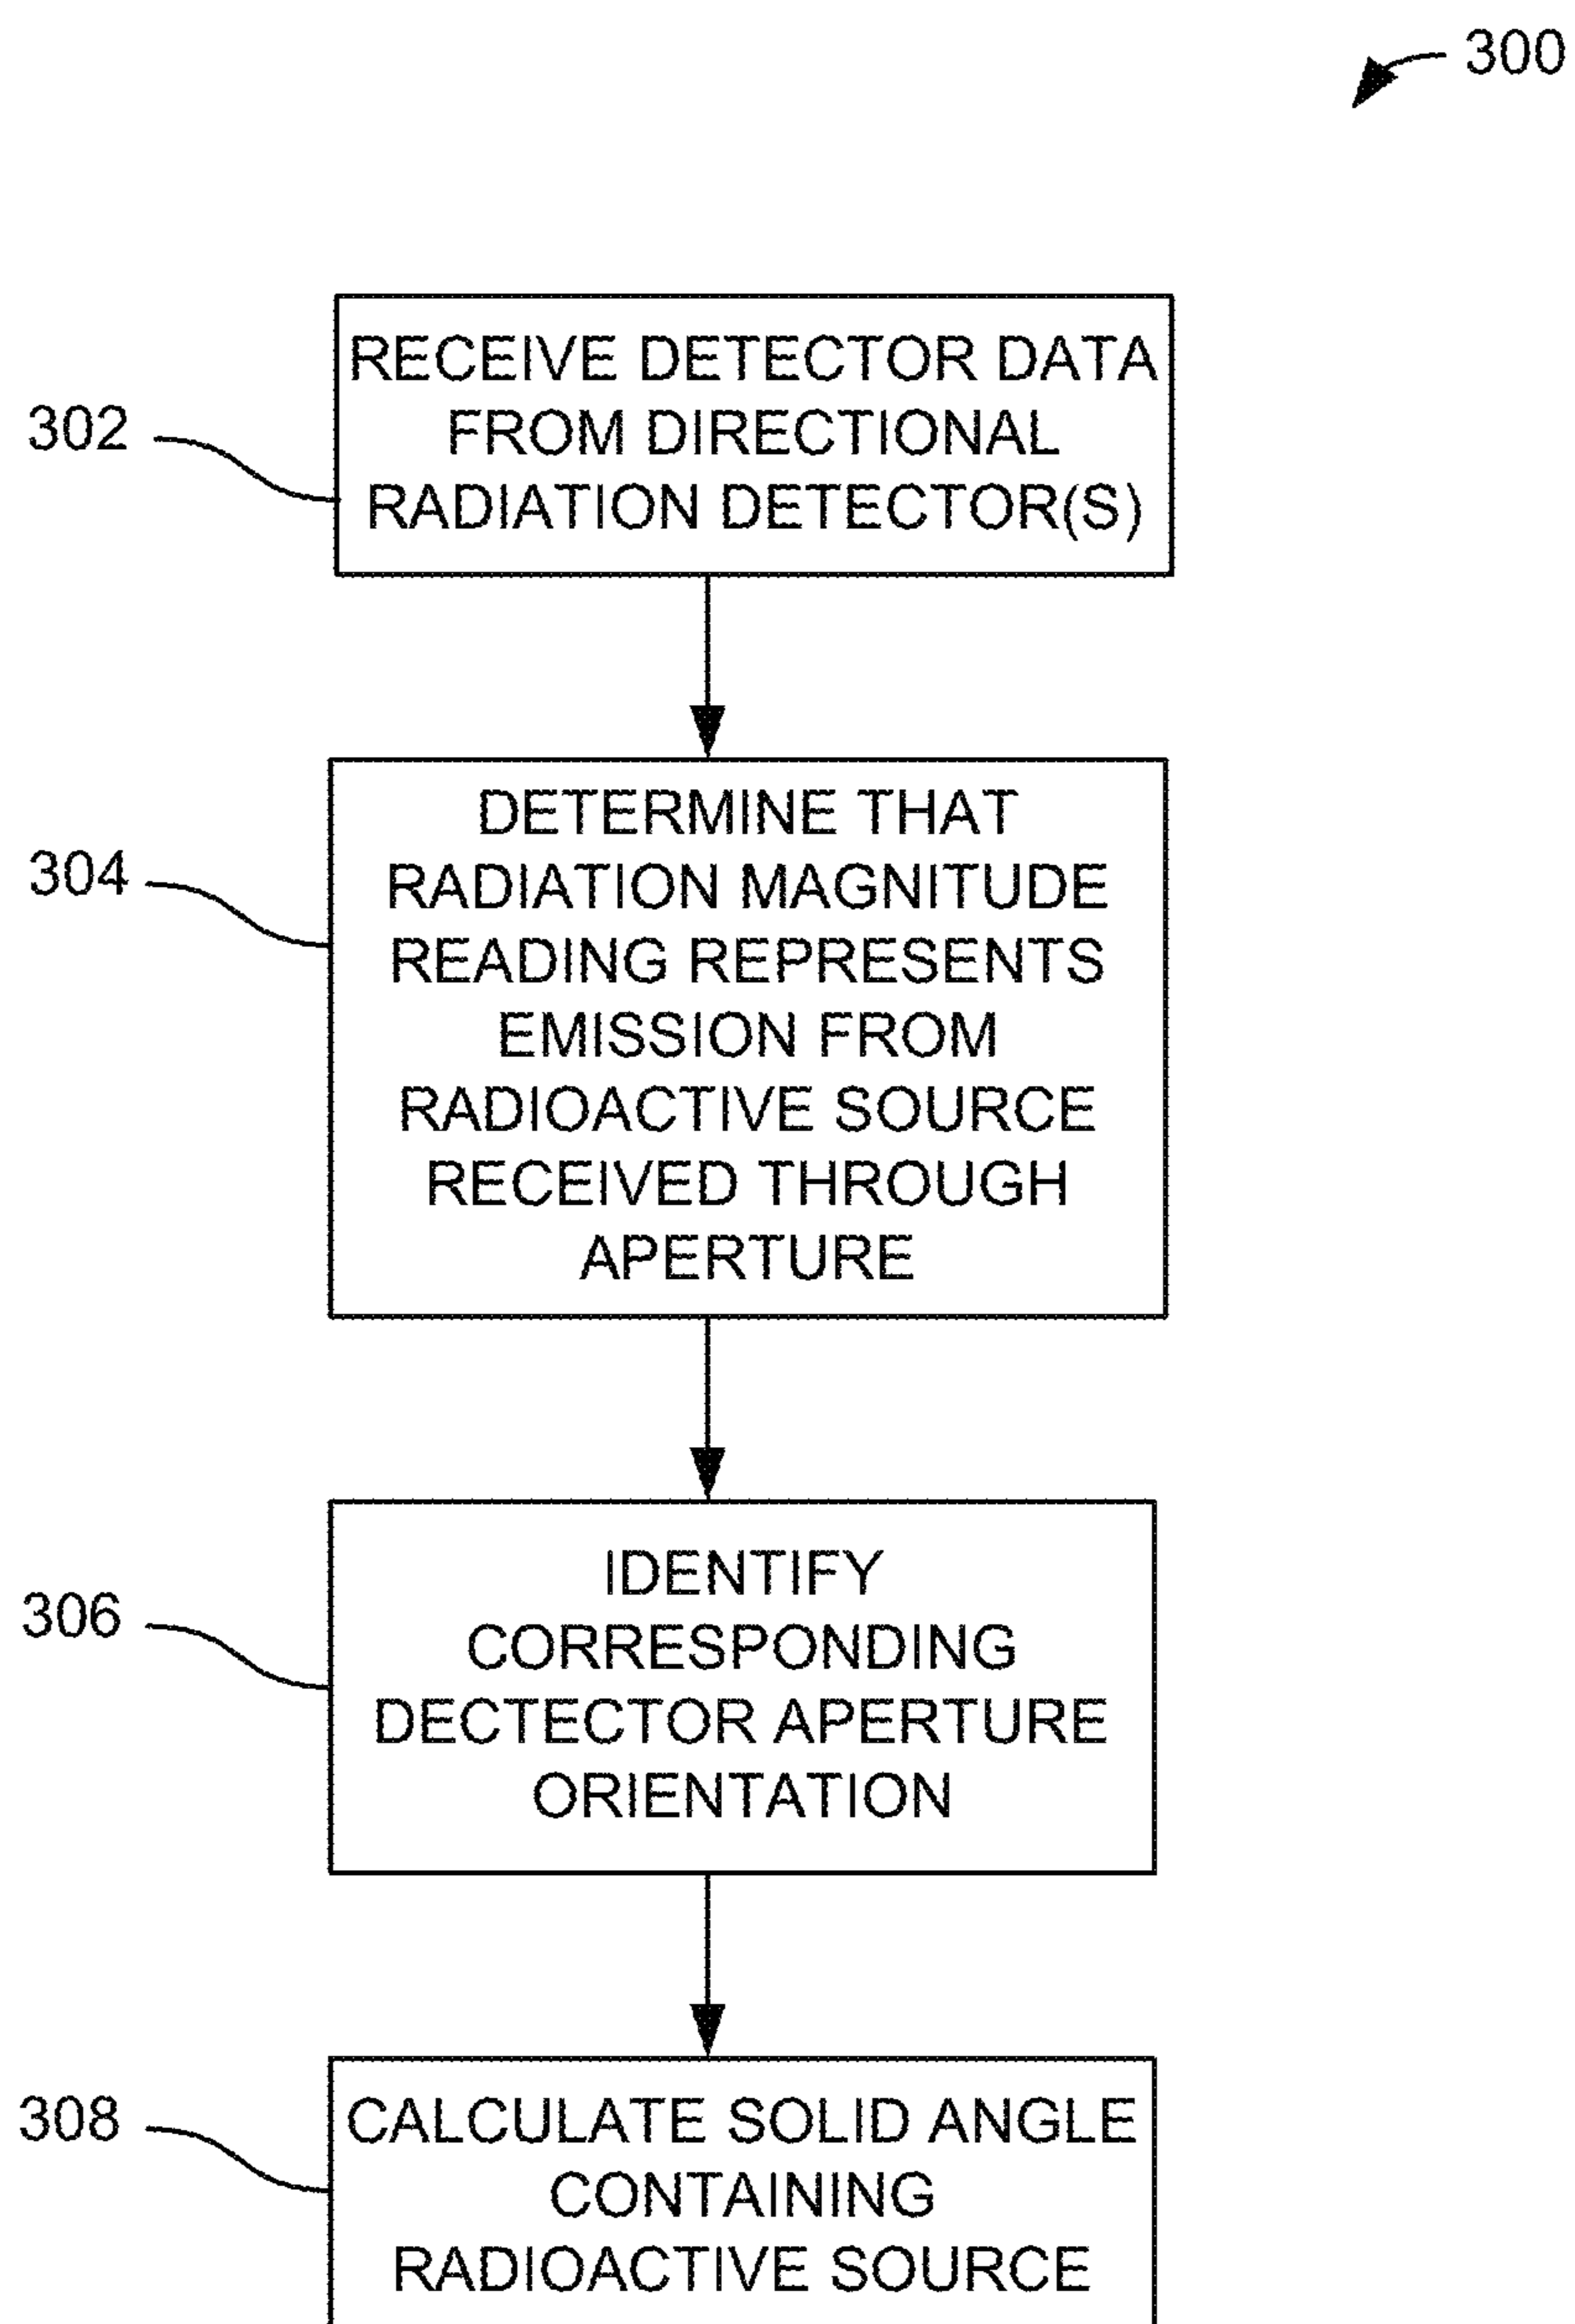 300
RECEIVE DETECTOR DATA
FROM DIRECTIONAL
RADIATION DETECTOR(S)
302
DETERMINE THAT
RADIATION MAGNITUDE
READING REPRESENTS
EMISSION FROM
RADIOACTIVE SOURCE
RECEIVED THROUGH
APERTURE
304
IDENTIFY
CORRESPONDING
DECTECTOR APERTURE
ORIENTATION
306
CALCULATE SOLID ANGLE
CONTAINING
RADIOACTIVE SOURCE
308